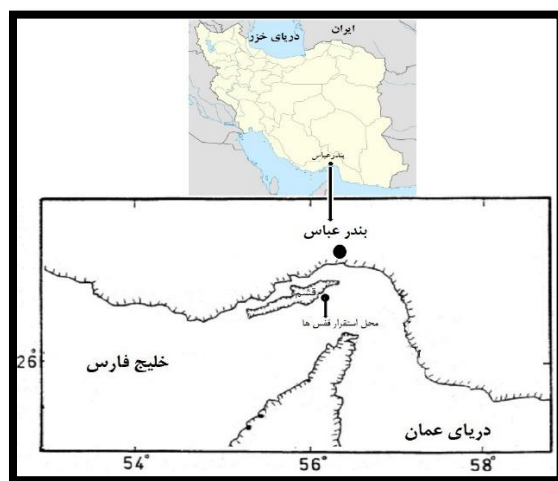 ایران
دریای خزر
بندرعباس
بندر عباس
قشم
محل استقرار قفس ها
26°
خلیج فارس
دریای عمان
54°
56°
58°